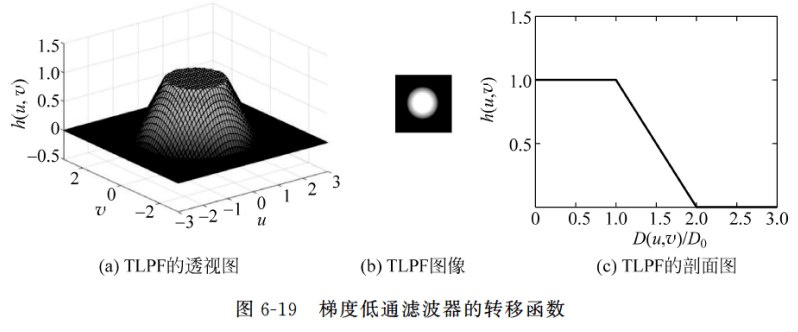 1.5
1.0
0.5
0
−0.5
h(u, v)
2
0
−2
v
−3
−2
−1
0
1
2
3
u
(a) TLPF的透视图
(b) TLPF图像
1.5
1.0
0.5
h(u,v)
0 0.5 1.0 1.5 2.0 2.5 3.0
D(u,v)/D₀
(c) TLPF的剖面图
图 6-19 梯度低通滤波器的转移函数